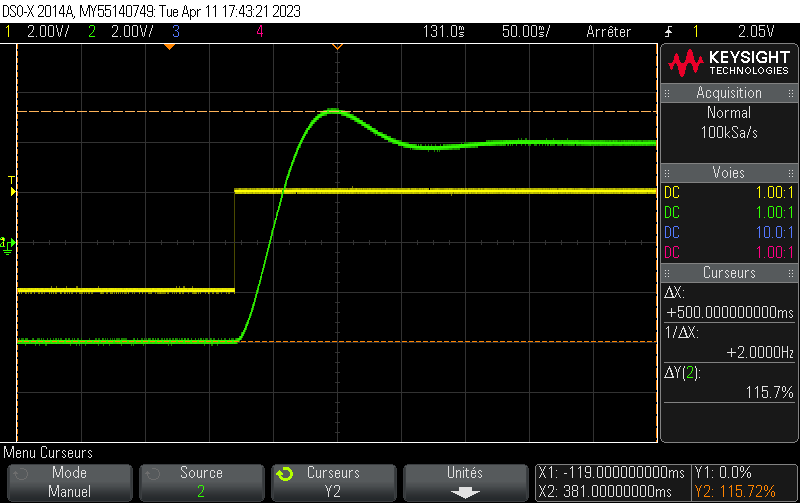 DSO-X 2014A, MY55140749: Tue Apr 11 17:43:21 2023
1 2.00V/ 2 2.00V/ 3 4 131.0ms 50.00ms/ Arrêter 1 2.05V
T
KEYSIGHT
TECHNOLOGIES
Acquisition
Normal
100kSa/s
Voies
DC 1.00:1
DC 1.00:1
DC 10.0:1
DC 1.00:1
Curseurs
ΔX:
+500.000000000ms
1/ΔX:
+2.0000Hz
ΔY(2):
115.7%
Menu Curseurs
Mode
Manuel
Source
2
Curseurs
Y2
Unités
X1: -119.000000000ms
X2: 381.000000000ms
Y1: 0.0%
Y2: 115.72%